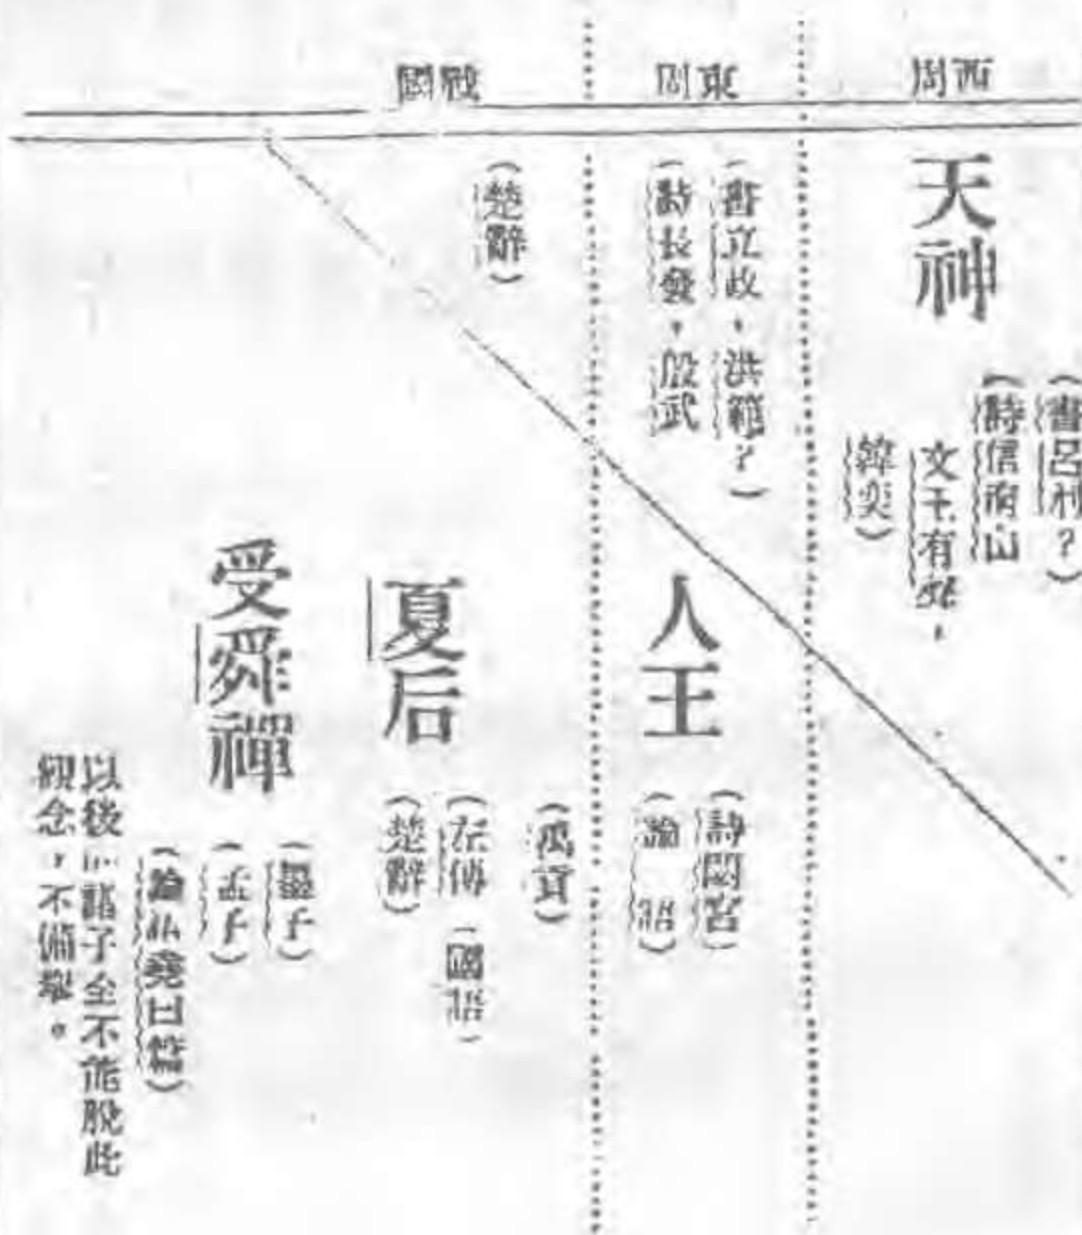 西周
東周
戰國
天神
（書呂刑？）
（詩信南山
文王有聲，
韓奕）
（書立政，洪範？）
（詩長發，殷武
人王
（詩閟宮）
（論語）
（楚辭）
（禹貢）
夏后
（左傳
（國語）
（楚辭）
受舜禪
（墨子）
（孟子）
（論語堯曰篇）
以後諸子全不能脫此
觀念，不備舉。